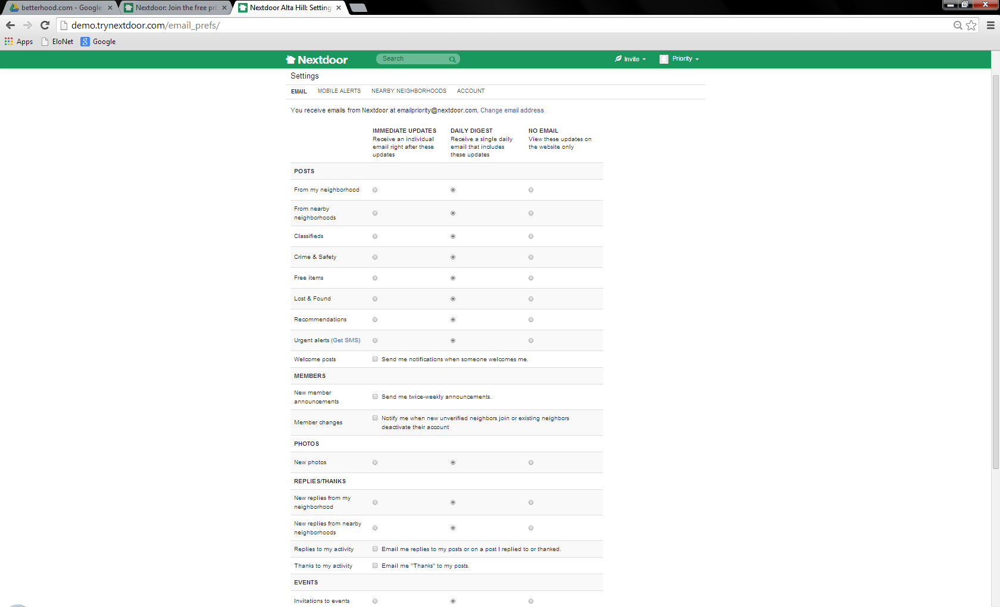 betterhood.com - Google
Nextdoor: Join the free pri
Nextdoor Alta Hill: Setting
demo.trynextdoor.com/email_prefs/
Apps
EloNet
Google
Nextdoor
Search
Invite
Priority
Settings
EMAIL
MOBILE ALERTS
NEARBY NEIGHBORHOODS
ACCOUNT
You receive emails from Nextdoor at emailpriority@nextdoor.com. Change email address
IMMEDIATE UPDATES
Receive an individual
email right after these
updates
DAILY DIGEST
Receive a single daily
email that includes
these updates
NO EMAIL
View these updates on
the website only
POSTS
From my neighborhood
From nearby
neighborhoods
Classifieds
Crime & Safety
Free items
Lost & Found
Recommendations
Urgent alerts (Get SMS)
Welcome posts
Send me notifications when someone welcomes me.
MEMBERS
New member
announcements
Send me twice-weekly announcements.
Member changes
Notify me when new unverified neighbors join or existing neighbors
deactivate their account
PHOTOS
New photos
REPLIES/THANKS
New replies from my
neighborhood
New replies from nearby
neighborhoods
Replies to my activity
Email me replies to my posts or on a post I replied to or thanked.
Thanks to my activity
Email me "Thanks" to my posts.
EVENTS
Invitations to events